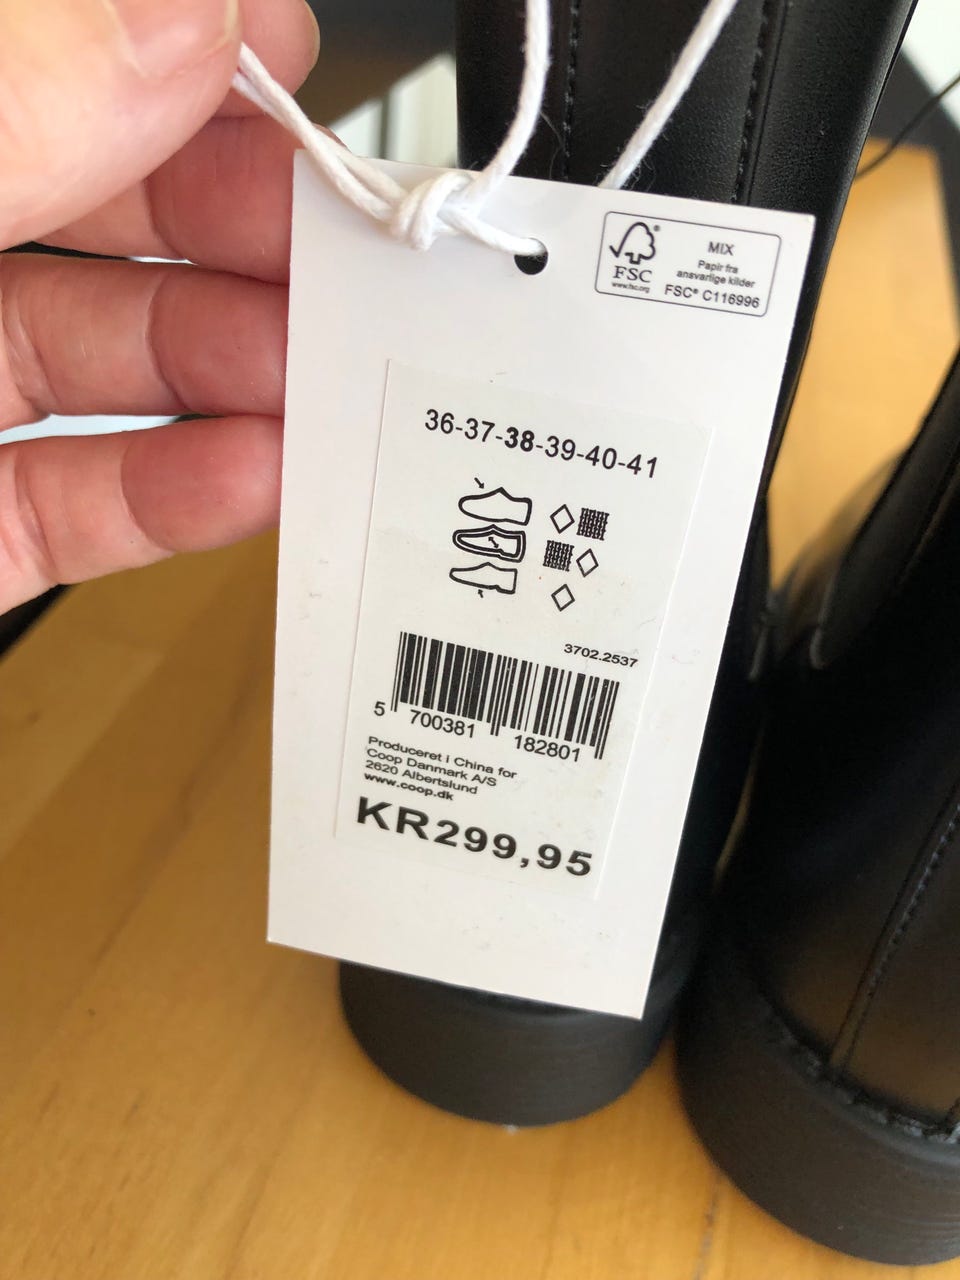 FSC®
www.fsc.org
MIX
Papir fra
ansvarlige kilder
FSC® C116996
36-37-38-39-40-41
3702.2537
5 700381 182801
Produceret i China for
Coop Danmark A/S
2620 Albertslund
www.coop.dk
KR299,95